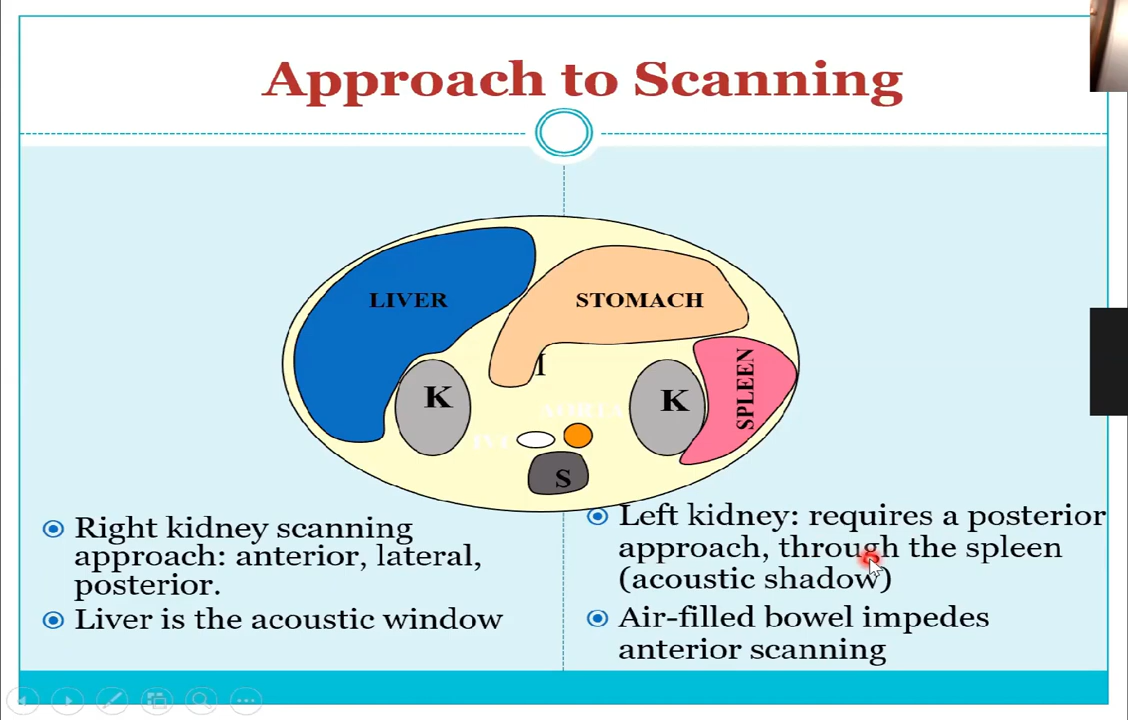 Approach to Scanning
LIVER
STOMACH
I
K
K
SPLEEN
AORTA
S
Right kidney scanning
approach: anterior, lateral,
posterior.
Liver is the acoustic window
Left kidney: requires a posterior
approach, through the spleen
(acoustic shadow)
Air-filled bowel impedes
anterior scanning